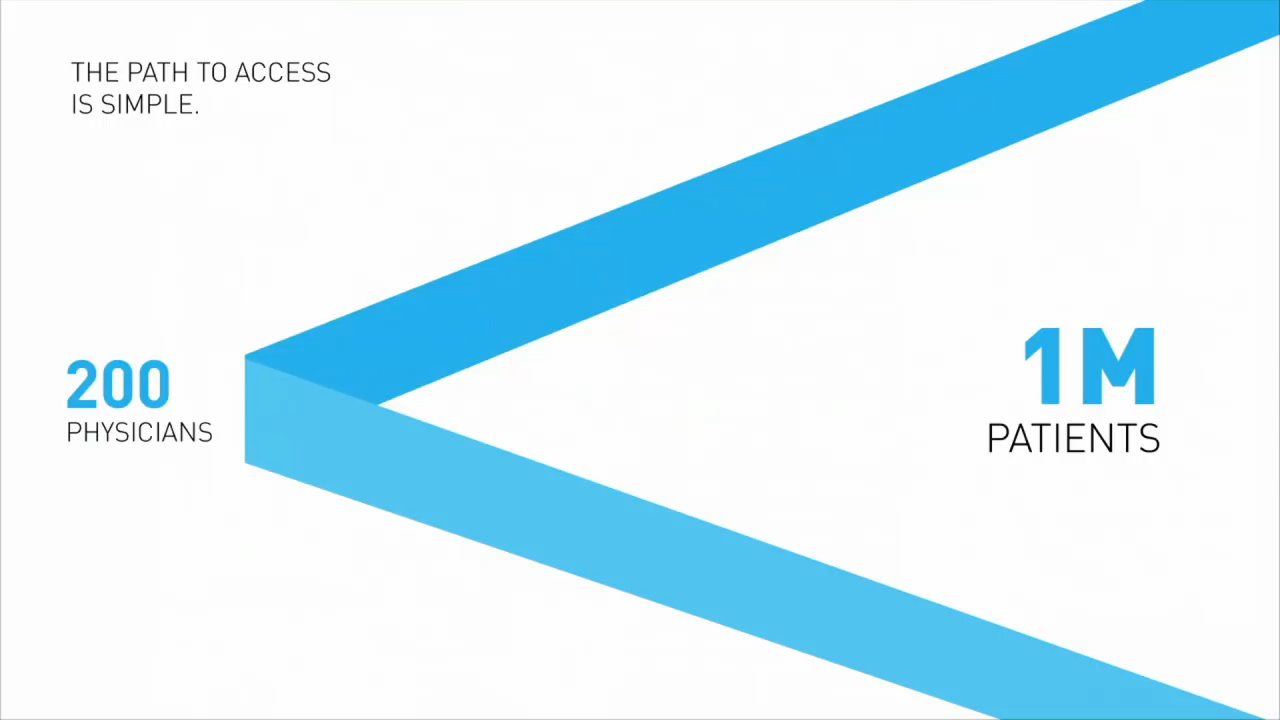 THE PATH TO ACCESS
IS SIMPLE.
200
PHYSICIANS
1M
PATIENTS